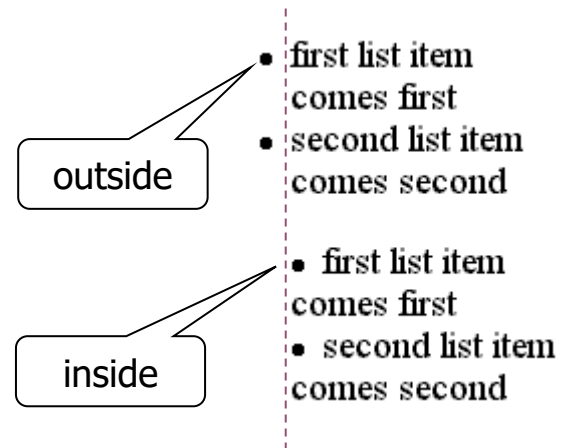 • first list item
comes first
• second list item
comes second
outside
• first list item
comes first
• second list item
comes second
inside